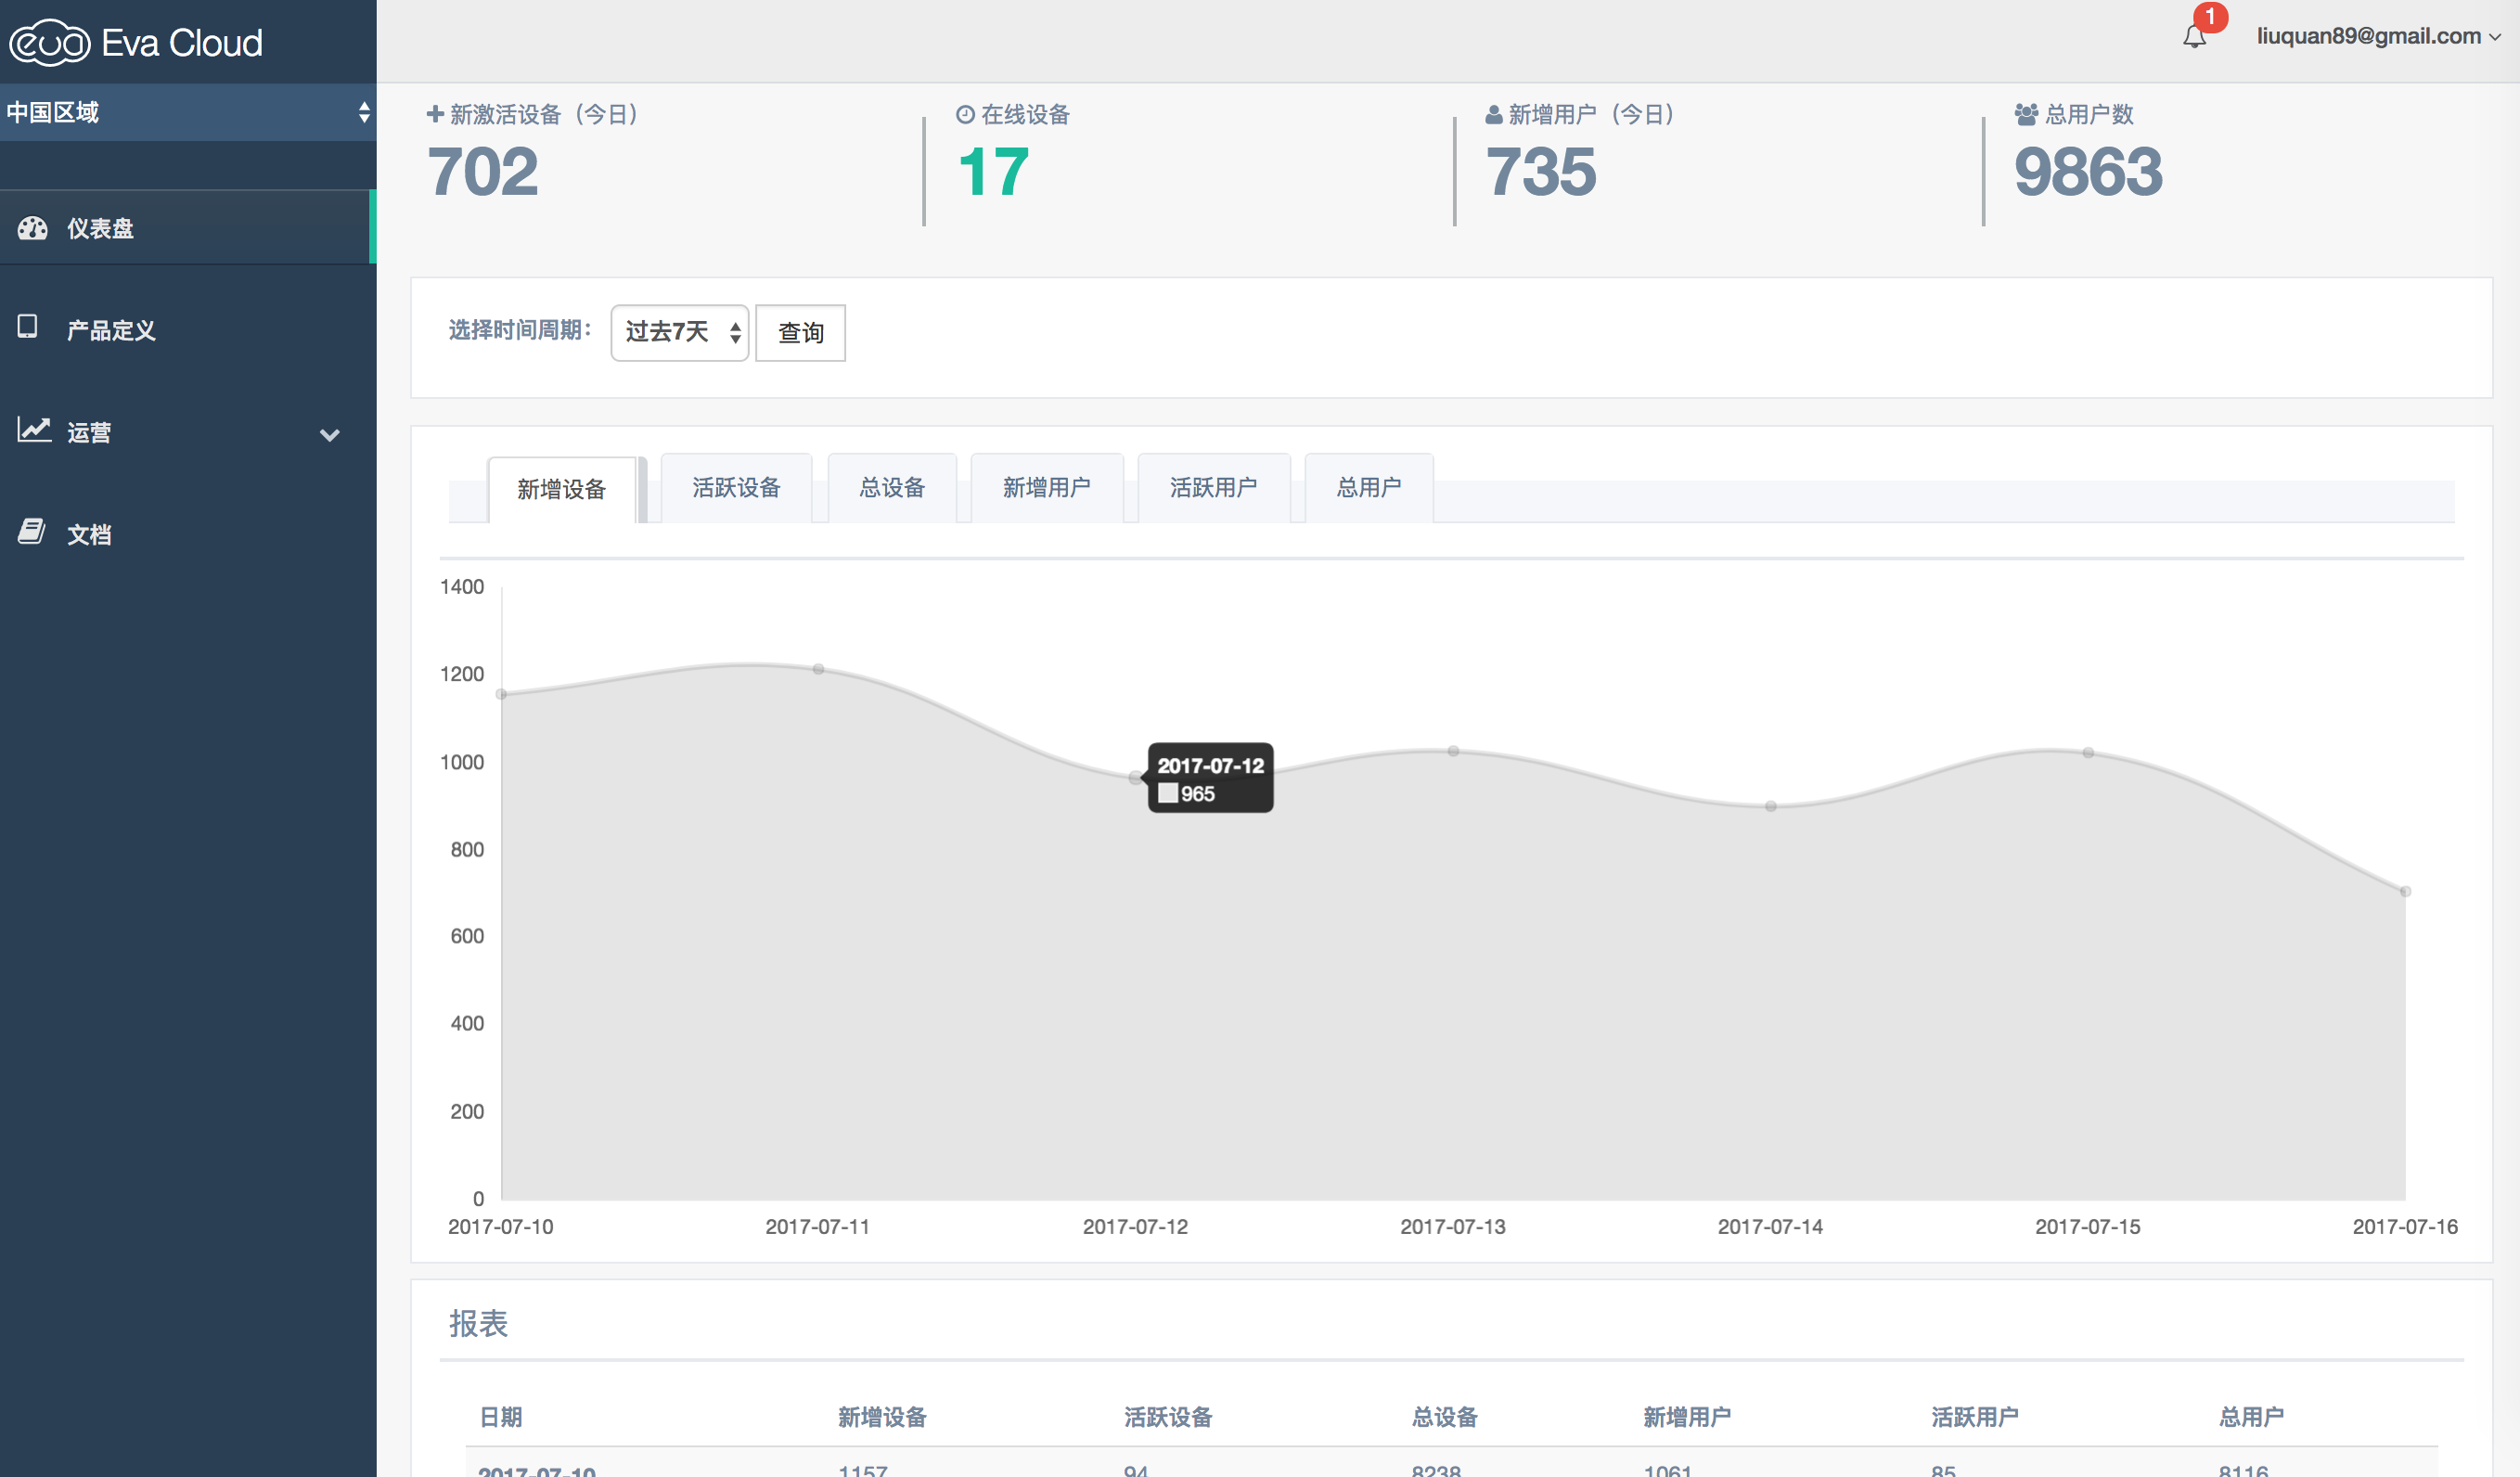 eva Eva Cloud
1
liuquan89@gmail.com
中国区域
仪表盘
产品定义
运营
文档
新激活设备（今日）
702
在线设备
17
新增用户（今日）
735
总用户数
9863
选择时间周期：
过去7天
查询
新增设备 活跃设备 总设备 新增用户 活跃用户 总用户
1400
1200
1000
800
600
400
200
0
2017-07-12
965
2017-07-10 2017-07-11 2017-07-12 2017-07-13 2017-07-14 2017-07-15 2017-07-16
报表
日期 新增设备 活跃设备 总设备 新增用户 活跃用户 总用户
2017-07-10 1157 94 8238 1061 85 8116